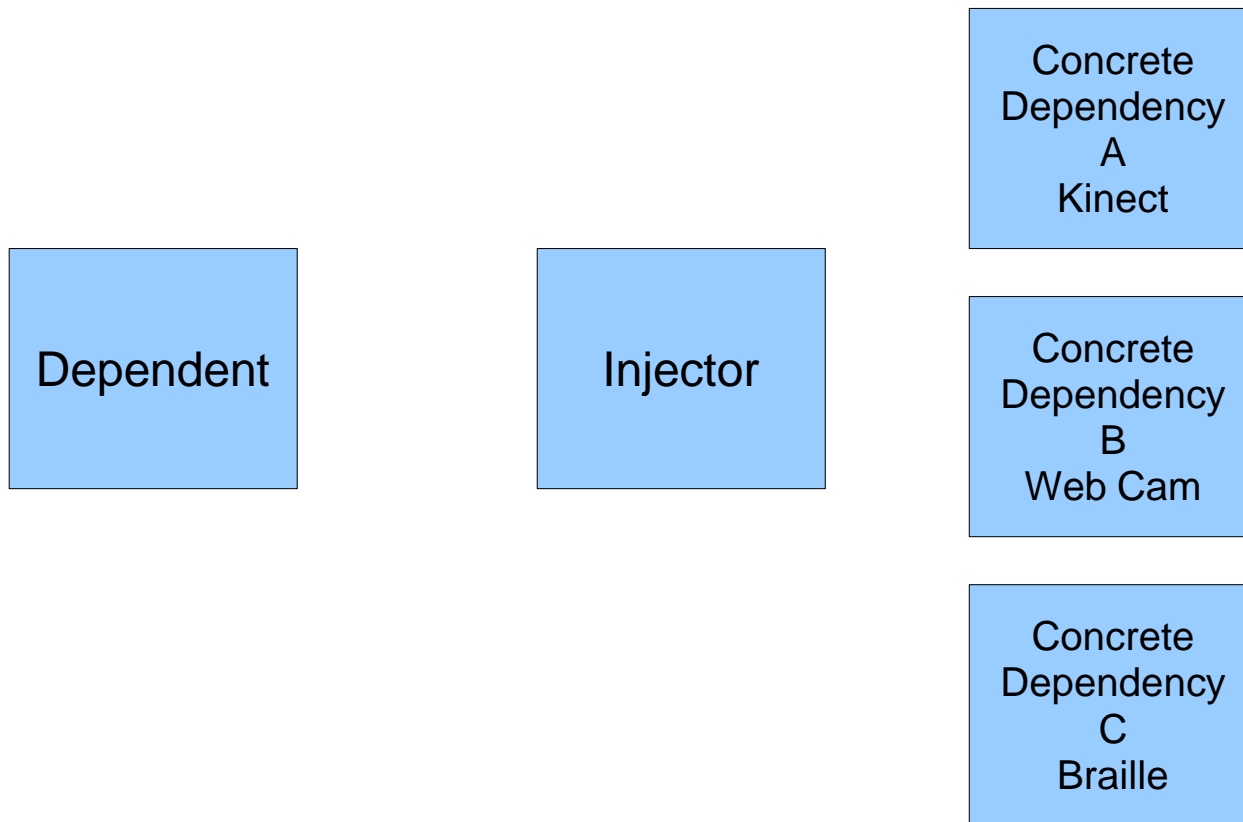 Dependent
Injector
Concrete
Dependency
A
Kinect
Concrete
Dependency
B
Web Cam
Concrete
Dependency
C
Braille